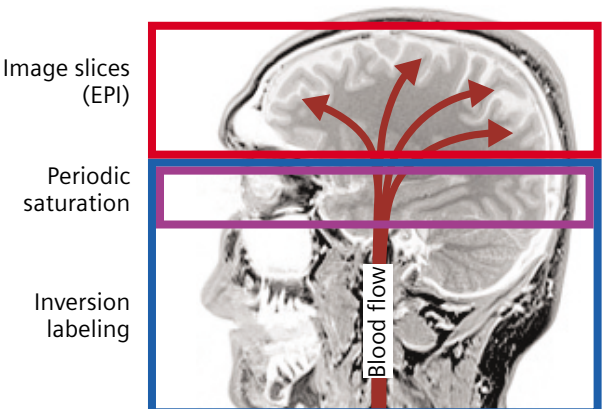 Image slices
(EPI)
Periodic
saturation
Inversion
labeling
Blood flow